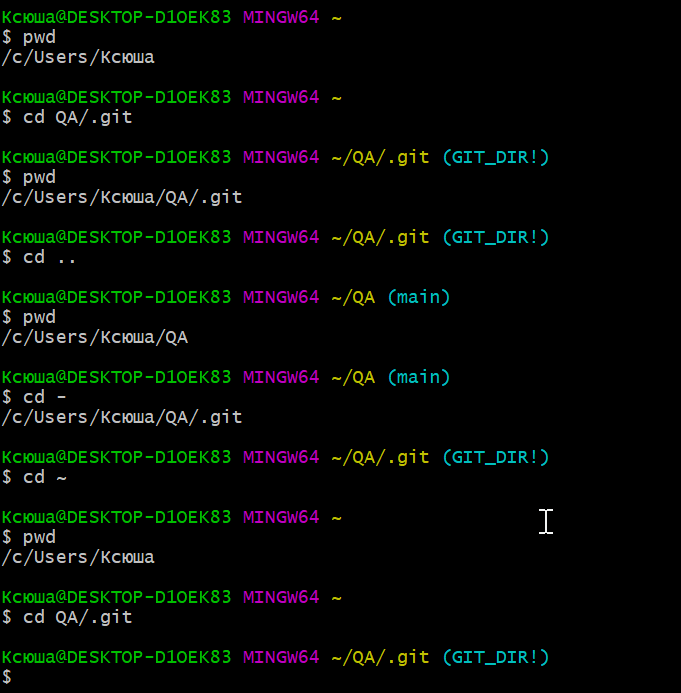 Ксюша@DESKTOP-D1OEK83 MINGW64 ~
$ pwd
/c/Users/Ксюша
Ксюша@DESKTOP-D1OEK83 MINGW64 ~
$ cd QA/.git
Ксюша@DESKTOP-D1OEK83 MINGW64 ~/QA/.git (GIT_DIR!)
$ pwd
/c/Users/Ксюша/QA/.git
Ксюша@DESKTOP-D1OEK83 MINGW64 ~/QA/.git (GIT_DIR!)
$ cd ..
Ксюша@DESKTOP-D1OEK83 MINGW64 ~/QA (main)
$ pwd
/c/Users/Ксюша/QA
Ксюша@DESKTOP-D1OEK83 MINGW64 ~/QA (main)
$ cd -
/c/Users/Ксюша/QA/.git
Ксюша@DESKTOP-D1OEK83 MINGW64 ~/QA/.git (GIT_DIR!)
$ cd ~
Ксюша@DESKTOP-D1OEK83 MINGW64 ~
$ pwd
/c/Users/Ксюша
Ксюша@DESKTOP-D1OEK83 MINGW64 ~
$ cd QA/.git
Ксюша@DESKTOP-D1OEK83 MINGW64 ~/QA/.git (GIT_DIR!)
$